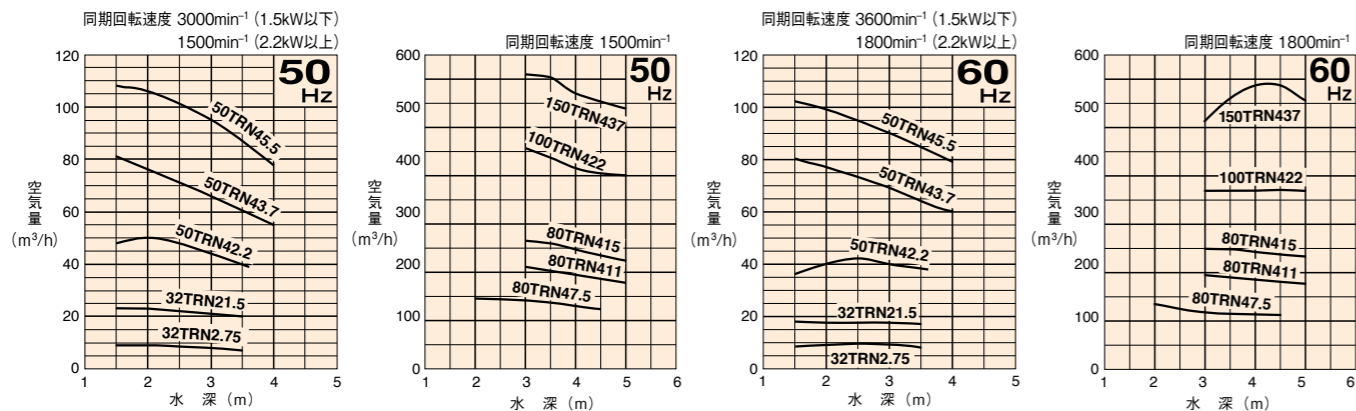 同期回転速度 3000min⁻¹（1.5kW以下）
1500min⁻¹（2.2kW以上）
50
Hz
120
100
80
60
40
20
0
空気量
（m³/h）
50TRN45.5
50TRN43.7
50TRN42.2
32TRN21.5
32TRN2.75
1 2 3 4 5
水 深（m）
同期回転速度 1500min⁻¹
50
Hz
600
500
400
300
200
100
0
空気量
（m³/h）
150TRN437
100TRN422
80TRN415
80TRN411
80TRN47.5
1 2 3 4 5 6
水 深（m）
同期回転速度 3600min⁻¹（1.5kW以下）
1800min⁻¹（2.2kW以上）
60
Hz
120
100
80
60
40
20
0
空気量
（m³/h）
50TRN45.5
50TRN43.7
50TRN42.2
32TRN21.5
32TRN2.75
1 2 3 4 5
水 深（m）
同期回転速度 1800min⁻¹
60
Hz
600
500
400
300
200
100
0
空気量
（m³/h）
150TRN437
100TRN422
80TRN415
80TRN411
80TRN47.5
1 2 3 4 5 6
水 深（m）